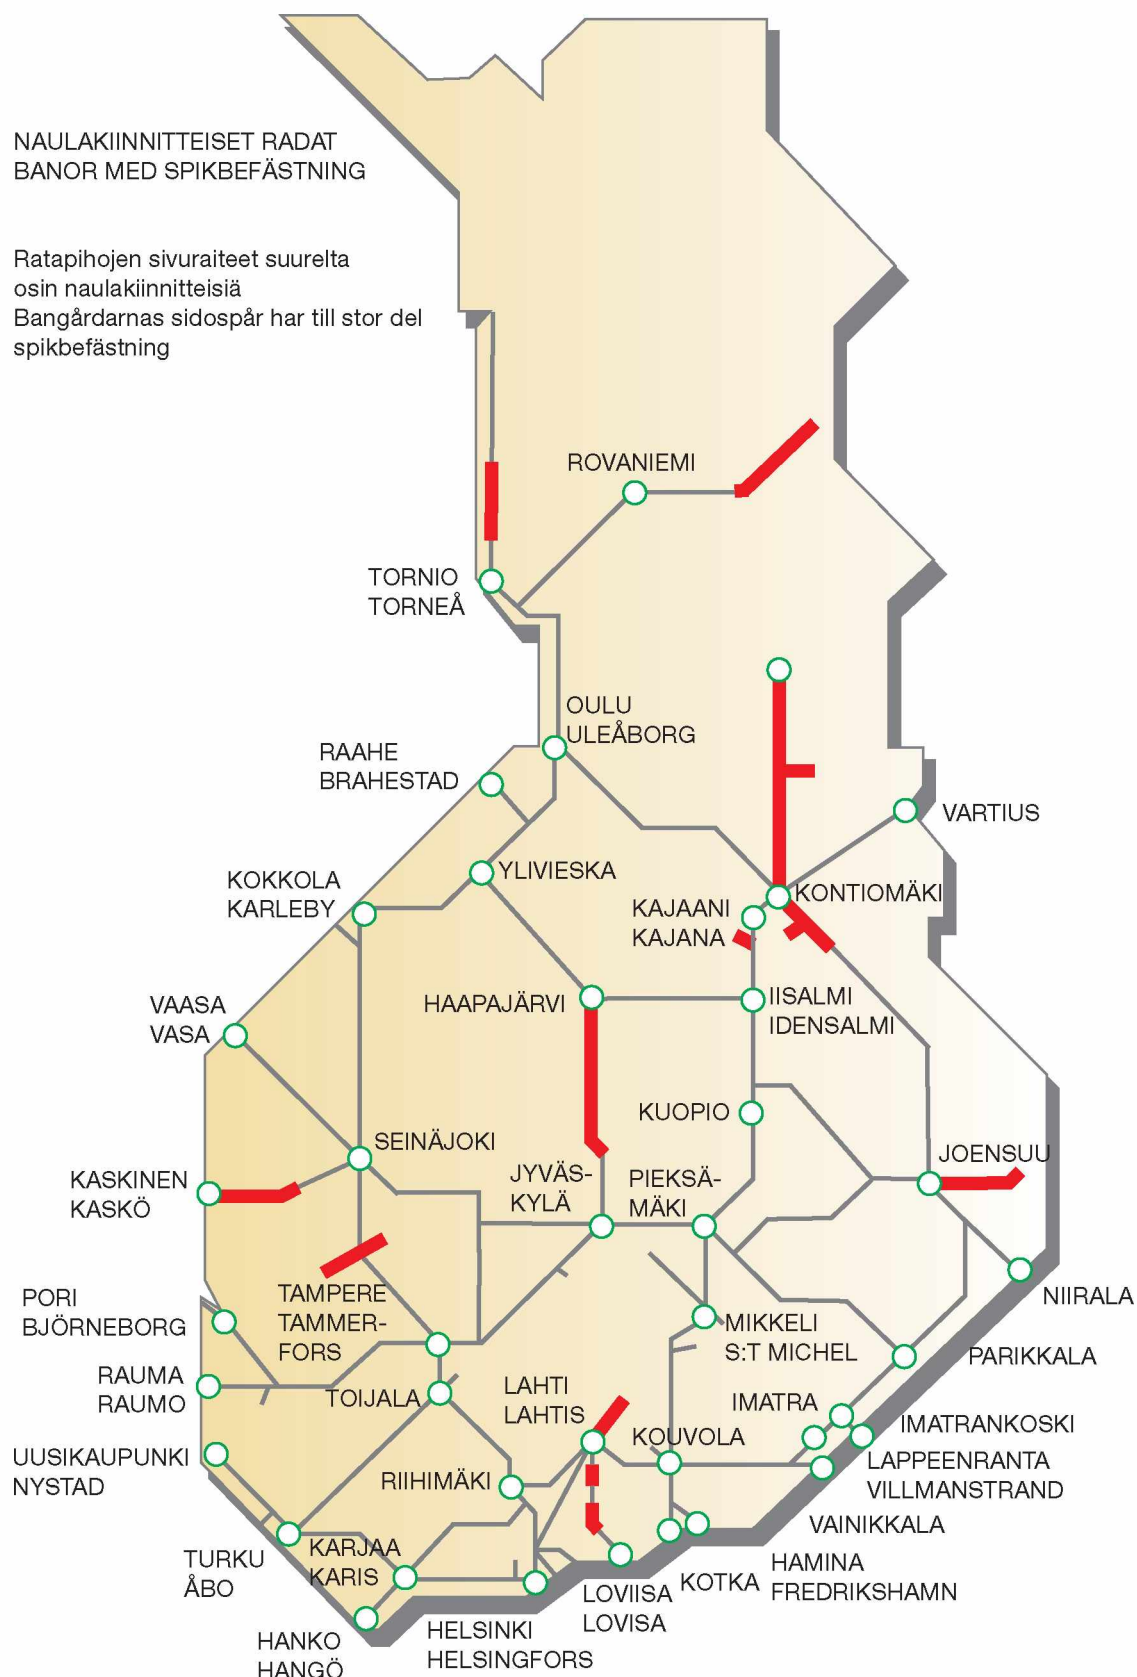 NAULAKIINNITTEISET RADAT
BANOR MED SPIKBEFÄSTNING
Ratapihojen sivuraiteet suurelta
osin naulakiinnitteisiä
Bangårdarnas sidospår har till stor del
spikbefästning
ROVANIEMI
TORNIO
TORNEÅ
OULU
ULEÅBORG
RAAHE
BRAHESTAD
VARTIUS
YLIVIESKA
KOKKOLA
KARLEBY
KONTIOMÄKI
KAJAANI
KAJANA
HAAPAJÄRVI
IISALMI
IDENSALMI
VAASA
VASA
KUOPIO
SEINÄJOKI
JOENSUU
KASKINEN
KASKÖ
JYVÄS-
KYLÄ
PIEKSÄ-
MÄKI
NIIRALA
TAMPERE
TAMMER-
FORS
PORI
BJÖRNEBORG
MIKKELI
S:T MICHEL
PARIKKALA
RAUMA
RAUMO
TOIJALA
LAHTI
LAHTIS
IMATRA
IMATRANKOSKI
KOUVOLA
UUSIKAUPUNKI
NYSTAD
RIIHIMÄKI
LAPPEENRANTA
VILLMANSTRAND
VAINIKKALA
TURKU
ÅBO
KARJAA
KARIS
HAMINA
FREDRIKSHAMN
KOTKA
LOVIISA
LOVISA
HELSINKI
HELSINGFORS
HANKO
HANGÖ